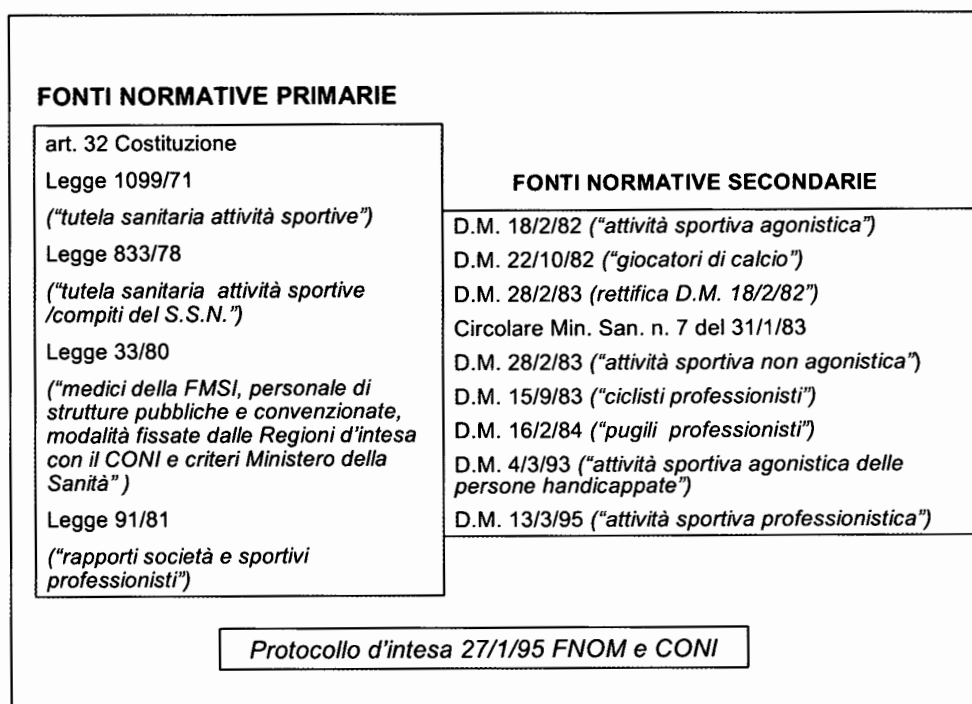 FONTI NORMATIVE PRIMARIE
art. 32 Costituzione
Legge 1099/71
(“tutela sanitaria attività sportive”)
Legge 833/78
(“tutela sanitaria attività sportive
/compiti del S.S.N.”)
Legge 33/80
(“medici della FMSI, personale di
strutture pubbliche e convenzionate,
modalità fissate dalle Regioni d’intesa
con il CONI e criteri Ministero della
Sanità” )
Legge 91/81
(“rapporti società e sportivi
professionisti”)
FONTI NORMATIVE SECONDARIE
D.M. 18/2/82 (“attività sportiva agonistica”)
D.M. 22/10/82 (“giocatori di calcio”)
D.M. 28/2/83 (rettifica D.M. 18/2/82”)
Circolare Min. San. n. 7 del 31/1/83
D.M. 28/2/83 (“attività sportiva non agonistica”)
D.M. 15/9/83 (“ciclisti professionisti”)
D.M. 16/2/84 (“pugili professionisti”)
D.M. 4/3/93 (“attività sportiva agonistica delle
persone handicappate”)
D.M. 13/3/95 (“attività sportiva professionistica”)
Protocollo d’intesa 27/1/95 FNOM e CONI